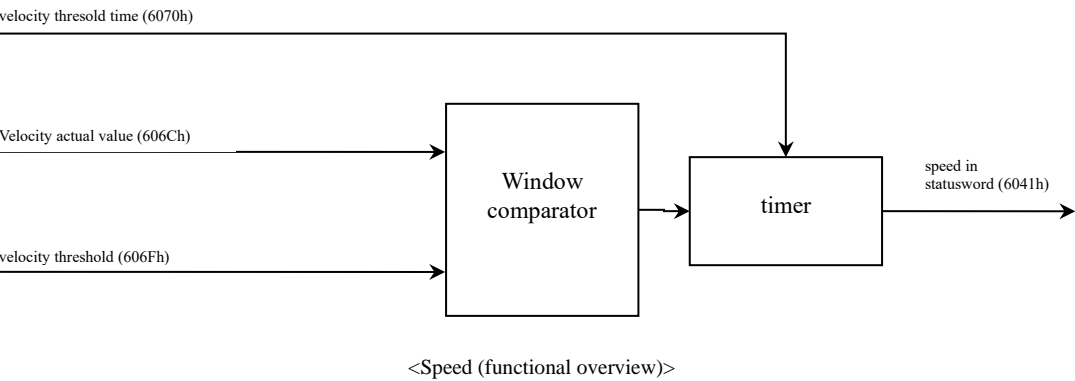 velocity thresold time (6070h)
Velocity actual value (606Ch)
velocity threshold (606Fh)
Window
comparator
timer
speed in
statusword (6041h)
<Speed (functional overview)>